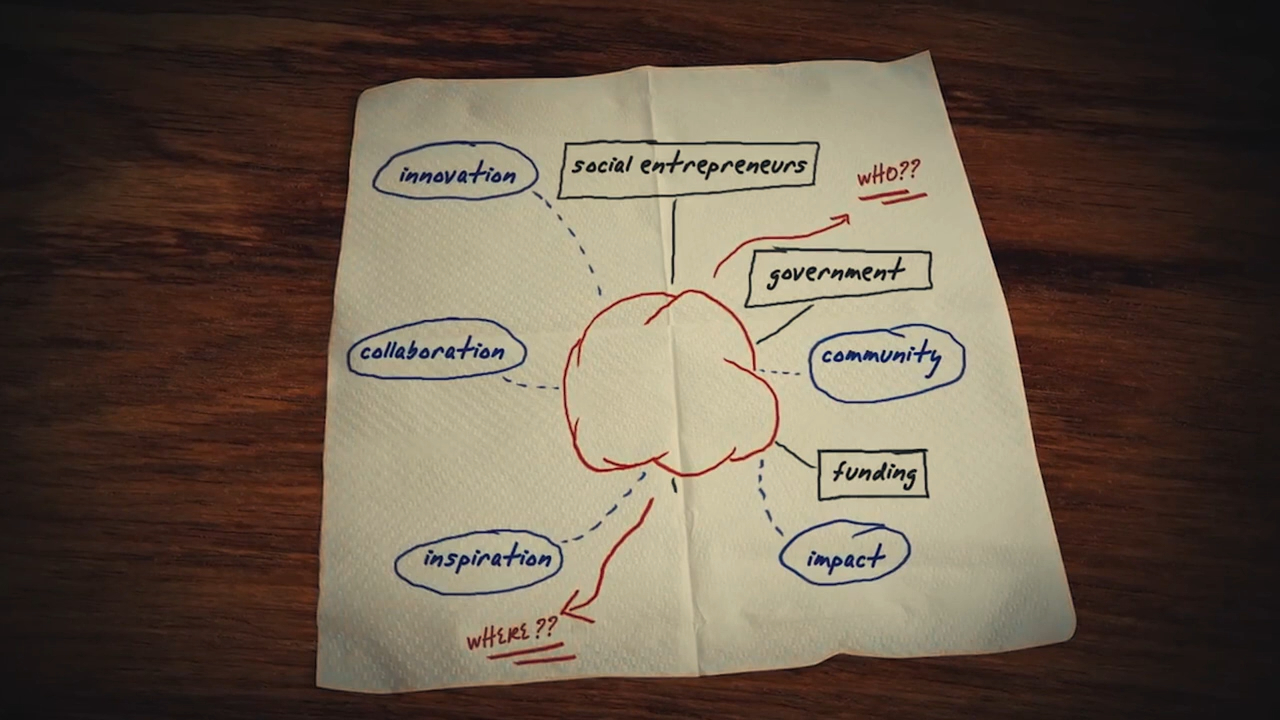 innovation
social entrepreneurs
WHO??
government
collaboration
community
funding
inspiration
impact
WHERE??